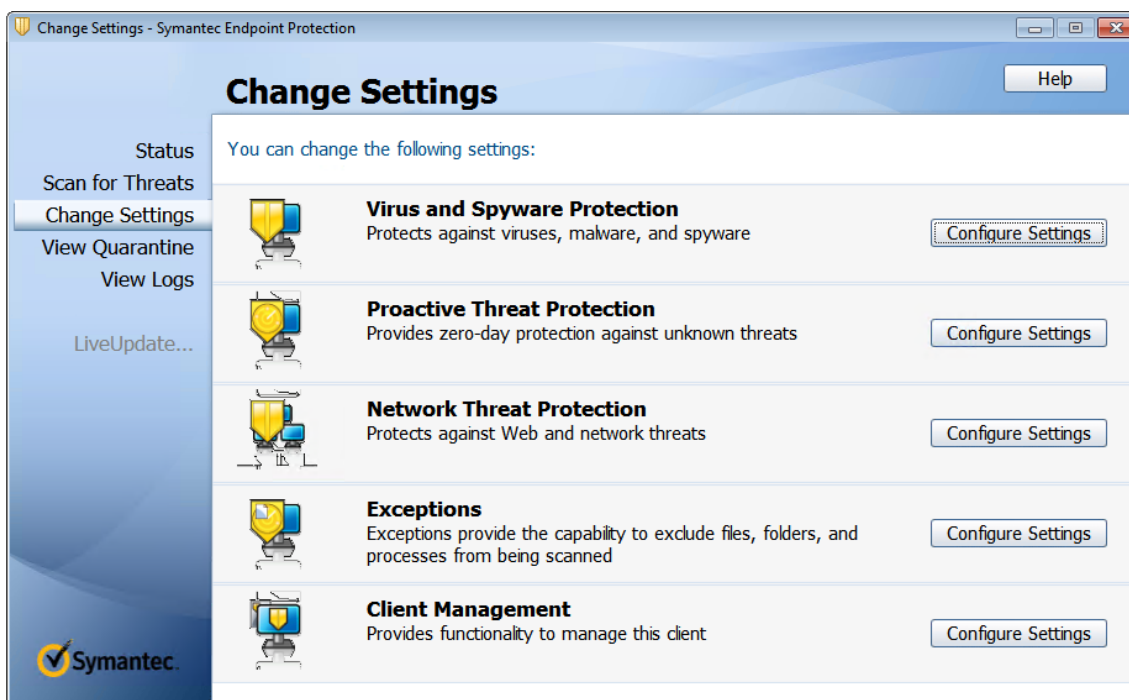 Change Settings - Symantec Endpoint Protection
Change Settings
Help
Status
Scan for Threats
Change Settings
View Quarantine
View Logs
LiveUpdate...
You can change the following settings:
Virus and Spyware Protection
Protects against viruses, malware, and spyware
Configure Settings
Proactive Threat Protection
Provides zero-day protection against unknown threats
Configure Settings
Network Threat Protection
Protects against Web and network threats
Configure Settings
Exceptions
Exceptions provide the capability to exclude files, folders, and
processes from being scanned
Configure Settings
Client Management
Provides functionality to manage this client
Configure Settings
Symantec.